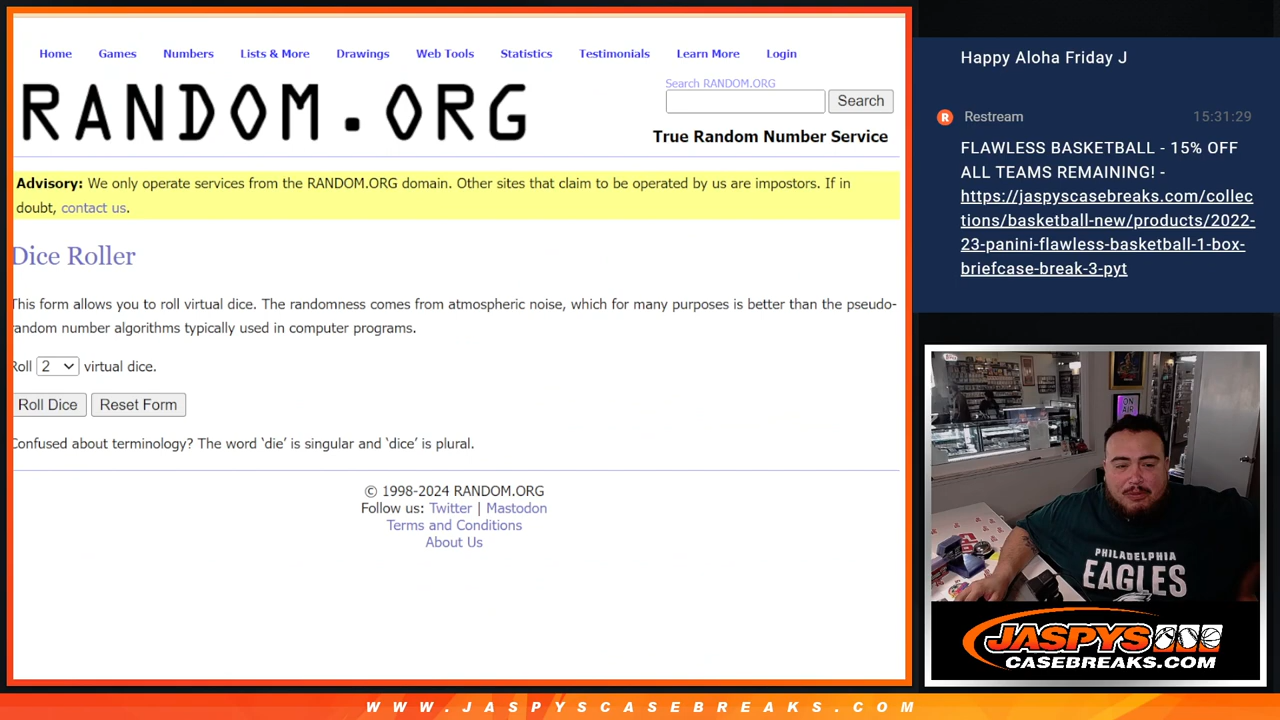 Home Games Numbers Lists & More Drawings Web Tools Statistics Testimonials Learn More Login
RANDOM.ORG
Search RANDOM.ORG
Search
True Random Number Service
Advisory: We only operate services from the RANDOM.ORG domain. Other sites that claim to be operated by us are impostors. If in
doubt, contact us.
Dice Roller
This form allows you to roll virtual dice. The randomness comes from atmospheric noise, which for many purposes is better than the pseudo-
random number algorithms typically used in computer programs.
Roll 2 virtual dice.
Roll Dice Reset Form
Confused about terminology? The word ‘die’ is singular and ‘dice’ is plural.
© 1998-2024 RANDOM.ORG
Follow us: Twitter | Mastodon
Terms and Conditions
About Us
Happy Aloha Friday J
R Restream 15:31:29
FLAWLESS BASKETBALL - 15% OFF
ALL TEAMS REMAINING! -
https://jaspyscasebreaks.com/collec
tions/basketball-new/products/2022-
23-panini-flawless-basketball-1-box-
briefcase-break-3-pyt
ON
AIR
PHILADELPHIA
EAGLES
JASPYS
CASEBREAKS.COM
WWW.JASPYSCASEBREAKS.COM